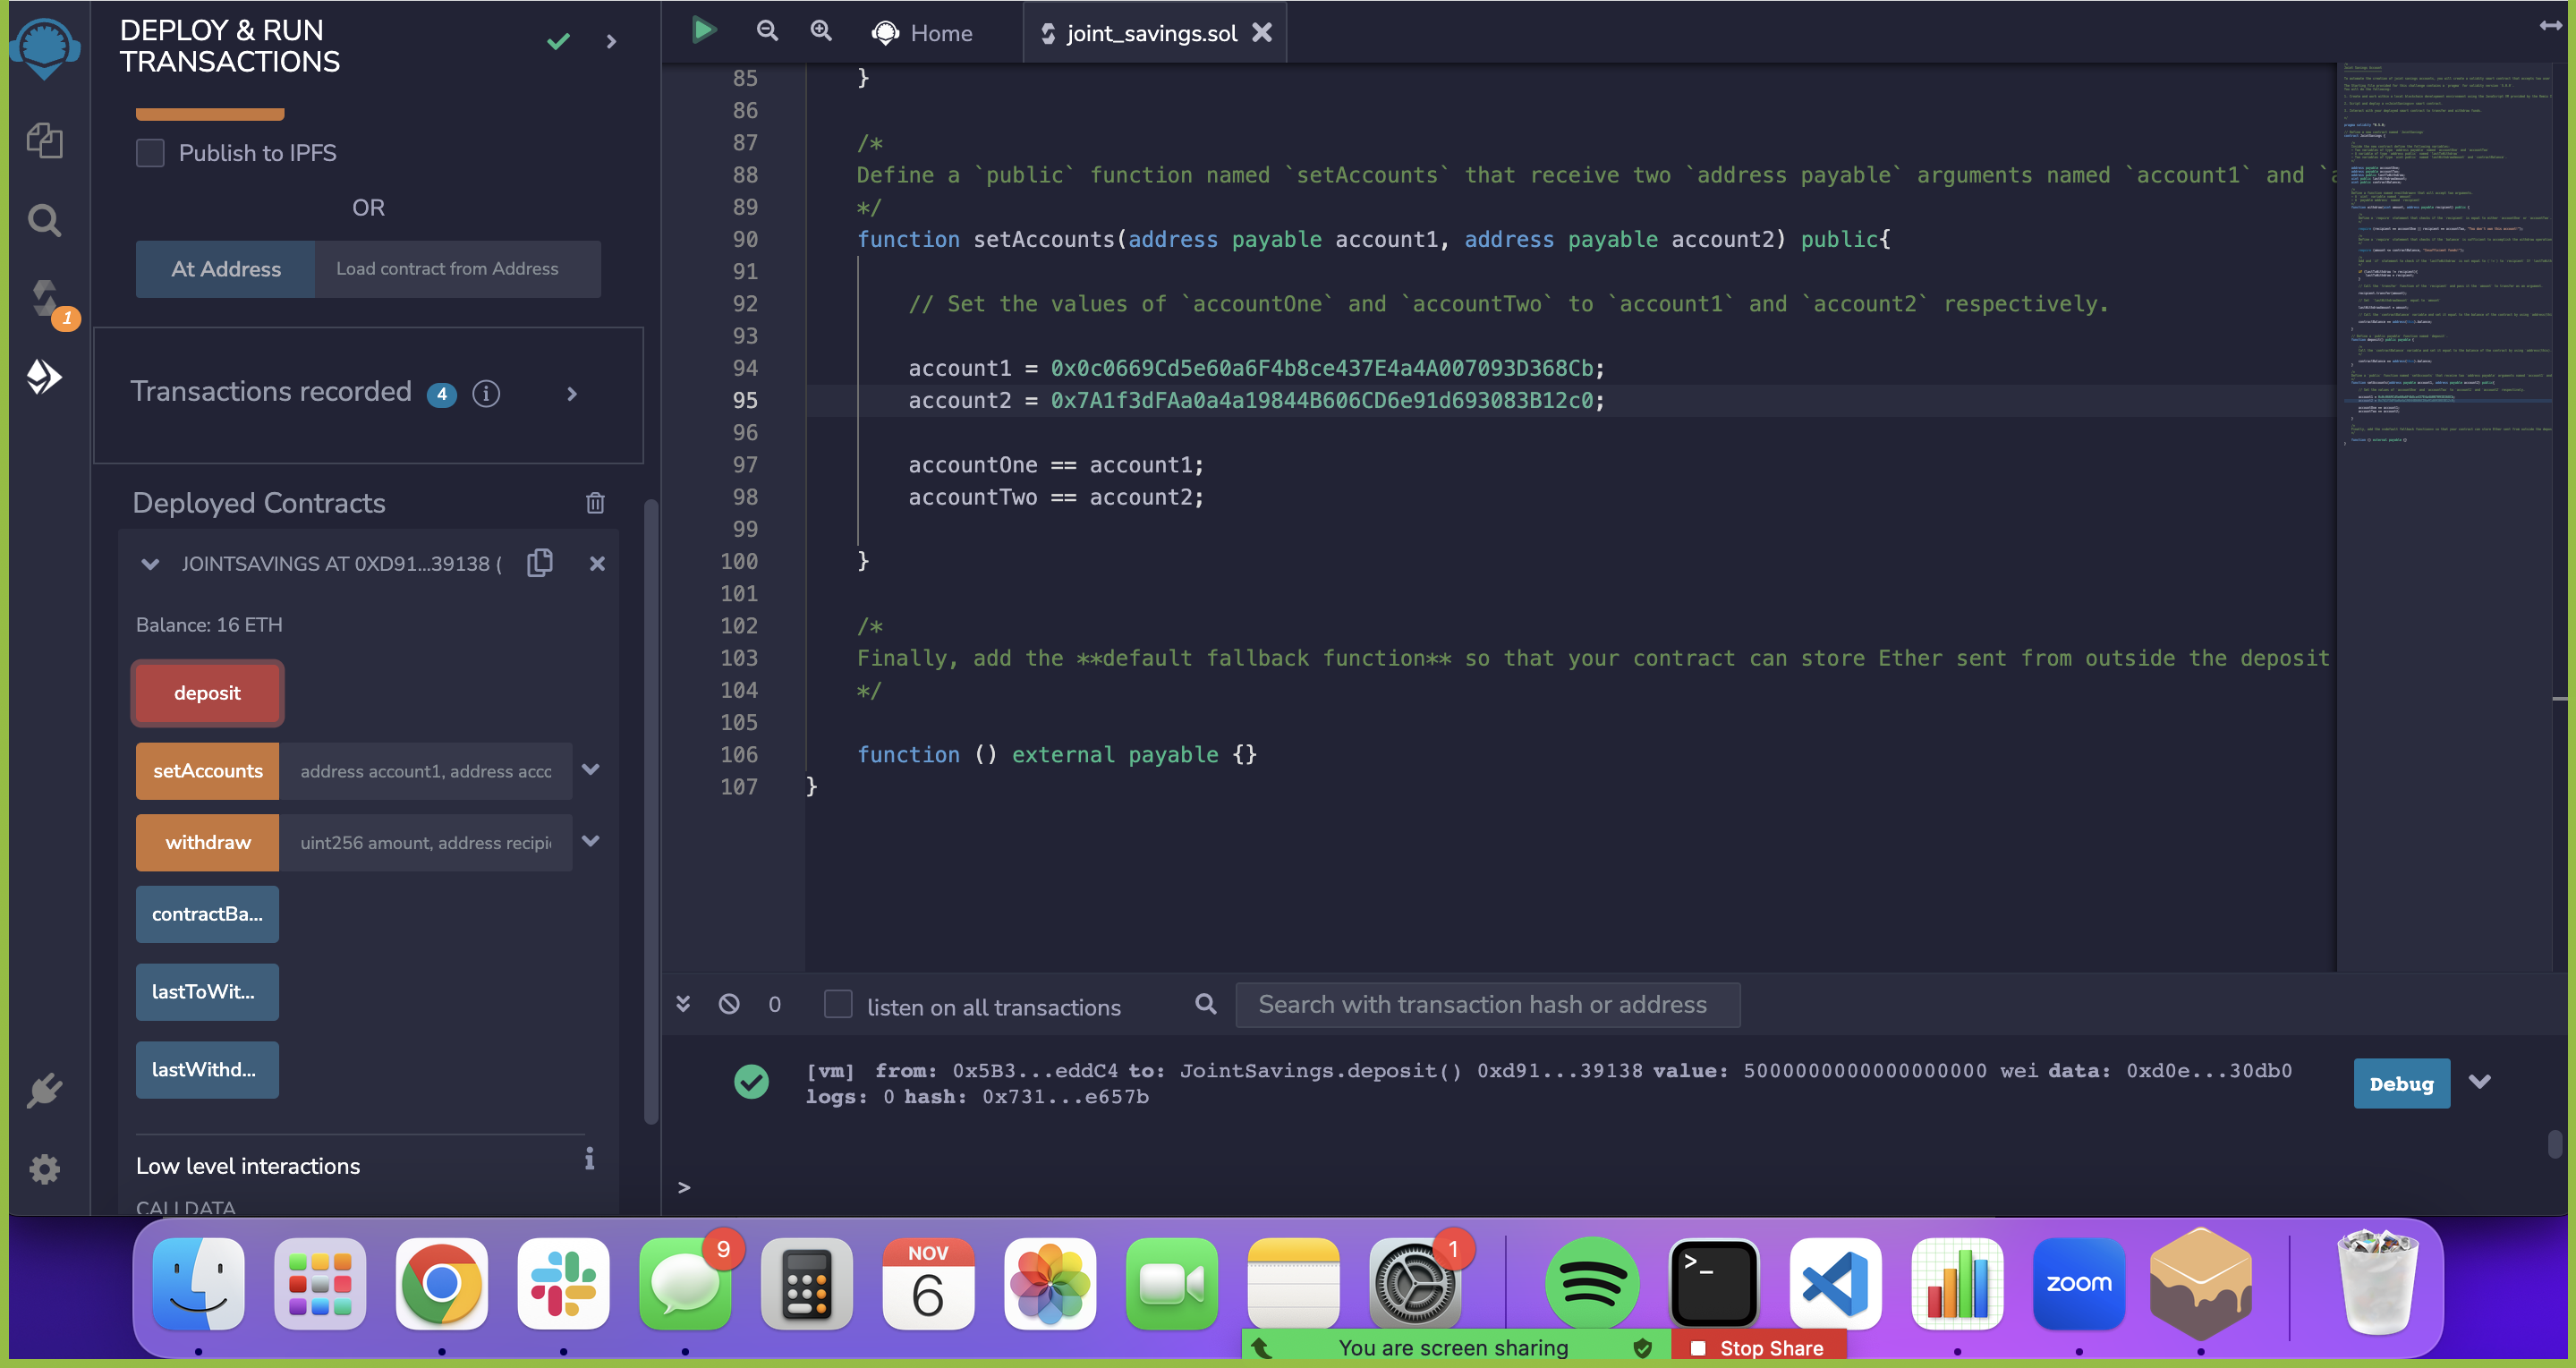 DEPLOY & RUN
TRANSACTIONS
Publish to IPFS
OR
At Address
Load contract from Address
1
Transactions recorded 4
Deployed Contracts
JOINTSAVINGS AT 0XD91...39138 (
Balance: 16 ETH
deposit
setAccounts
address account1, address acco
withdraw
uint256 amount, address recipi
contractBa...
lastToWit...
lastWithd...
Low level interactions
CALLDATA
Home
joint_savings.sol
85 }
86
87 /*
88 Define a `public` function named `setAccounts` that receive two `address payable` arguments named `account1` and `a
89 */
90 function setAccounts(address payable account1, address payable account2) public{
91
92 // Set the values of `accountOne` and `accountTwo` to `account1` and `account2` respectively.
93
94 account1 = 0x0c0669Cd5e60a6F4b8ce437E4a4A007093D368Cb;
95 account2 = 0x7A1f3dFAa0a4a19844B606CD6e91d693083B12c0;
96
97 accountOne == account1;
98 accountTwo == account2;
99
100 }
101
102 /*
103 Finally, add the **default fallback function** so that your contract can store Ether sent from outside the deposit
104 */
105
106 function () external payable {}
107 }
0
listen on all transactions
Search with transaction hash or address
[vm] from: 0x5B3...eddC4 to: JointSavings.deposit() 0xd91...39138 value: 5000000000000000000 wei data: 0xd0e...30db0
logs: 0 hash: 0x731...e657b
Debug
>
9
NOV
6
1
>_
zoom
You are screen sharing
Stop Share